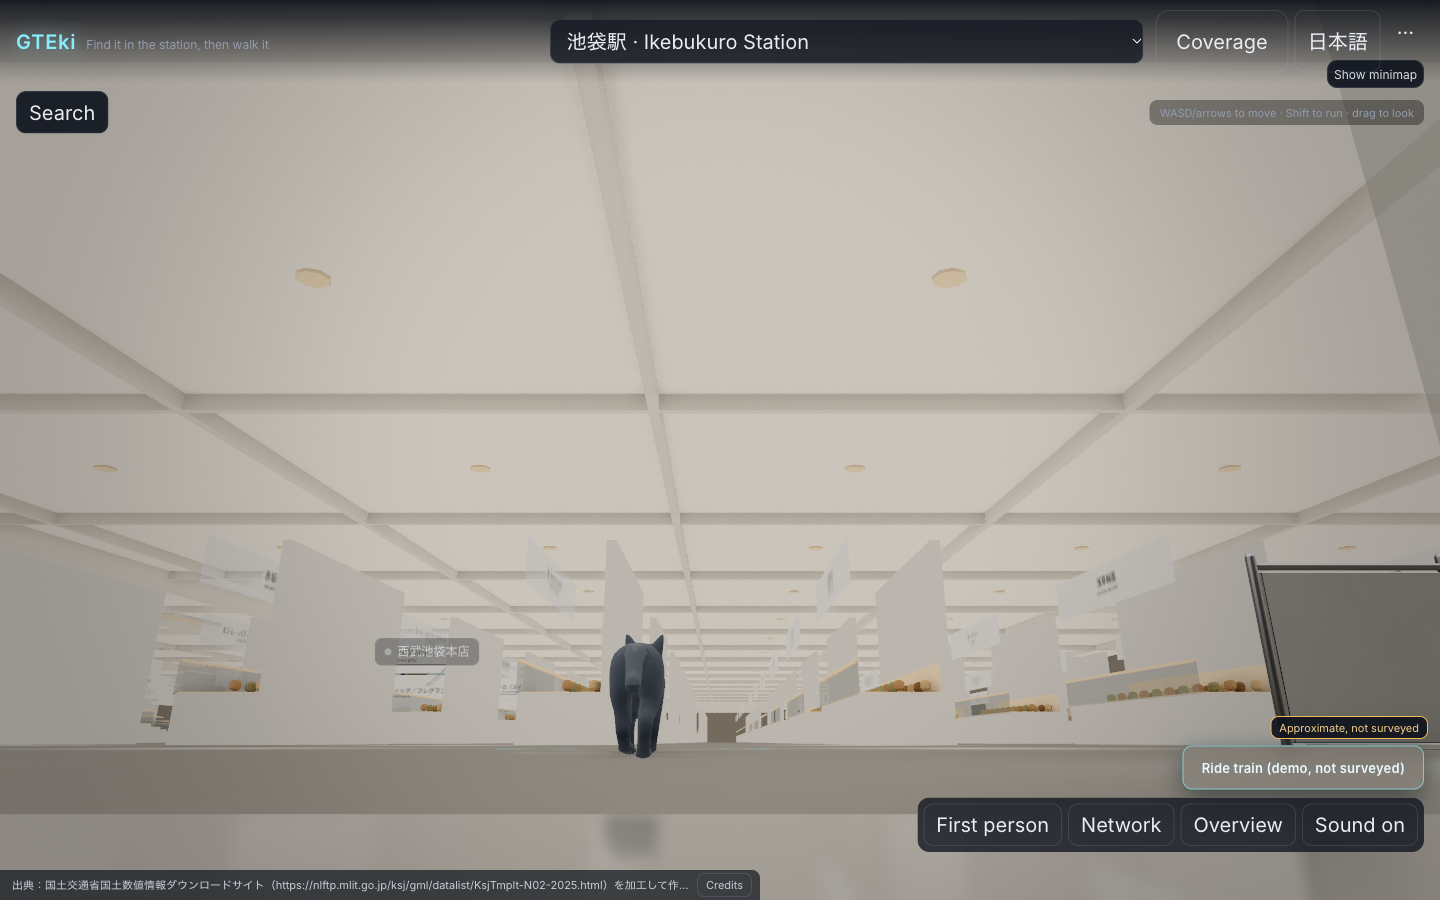 GTEki Find it in the station, then walk it
池袋駅 · Ikebukuro Station
Coverage
日本語
...
Show minimap
Search
WASD/arrows to move · Shift to run · drag to look
西武池袋本店
Approximate, not surveyed
Ride train (demo, not surveyed)
First person
Network
Overview
Sound on
出典：国土交通省国土数値情報ダウンロードサイト（https://nlftp.mlit.go.jp/ksj/gml/datalist/KsjTmplt-N02-2025.html）を加工して作...
Credits